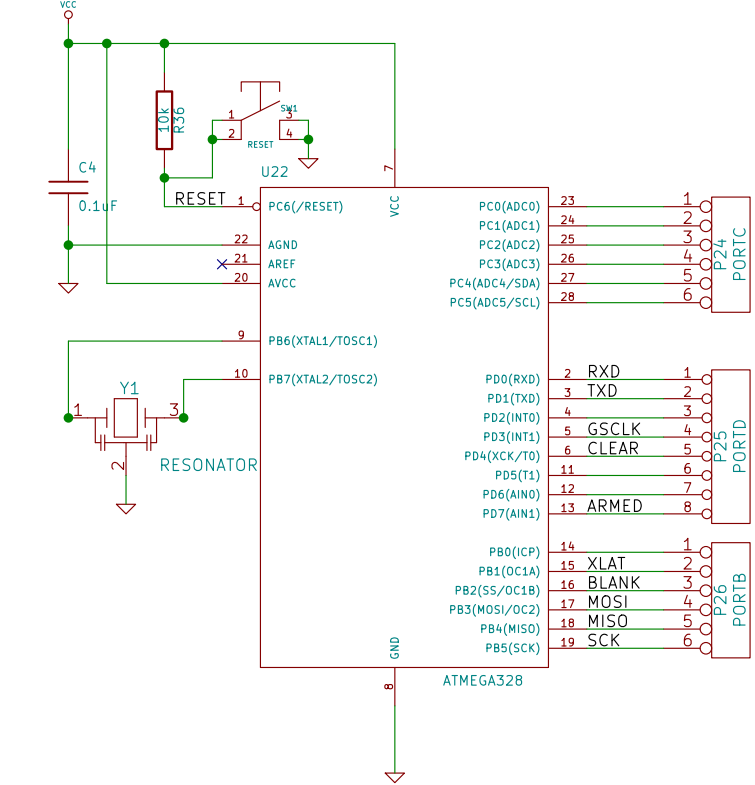 VCC
10k
R36
1
2
SW1
3
4
RESET
C4
0.1uF
U22
7
VCC
RESET
1
PC6(/RESET)
22
AGND
21
AREF
20
AVCC
9
PB6(XTAL1/TOSC1)
10
PB7(XTAL2/TOSC2)
Y1
1
3
2
RESONATOR
PC0(ADC0) 23 1
PC1(ADC1) 24 2
PC2(ADC2) 25 3
PC3(ADC3) 26 4
PC4(ADC4/SDA) 27 5
PC5(ADC5/SCL) 28 6
P24
PORTC
PD0(RXD) 2 RXD 1
PD1(TXD) 3 TXD 2
PD2(INT0) 4 3
PD3(INT1) 5 GSCLK 4
PD4(XCK/T0) 6 CLEAR 5
PD5(T1) 11 6
PD6(AIN0) 12 7
PD7(AIN1) 13 ARMED 8
P25
PORTD
PB0(ICP) 14 1
PB1(OC1A) 15 XLAT 2
PB2(SS/OC1B) 16 BLANK 3
PB3(MOSI/OC2) 17 MOSI 4
PB4(MISO) 18 MISO 5
PB5(SCK) 19 SCK 6
P26
PORTB
GND
8
ATMEGA328